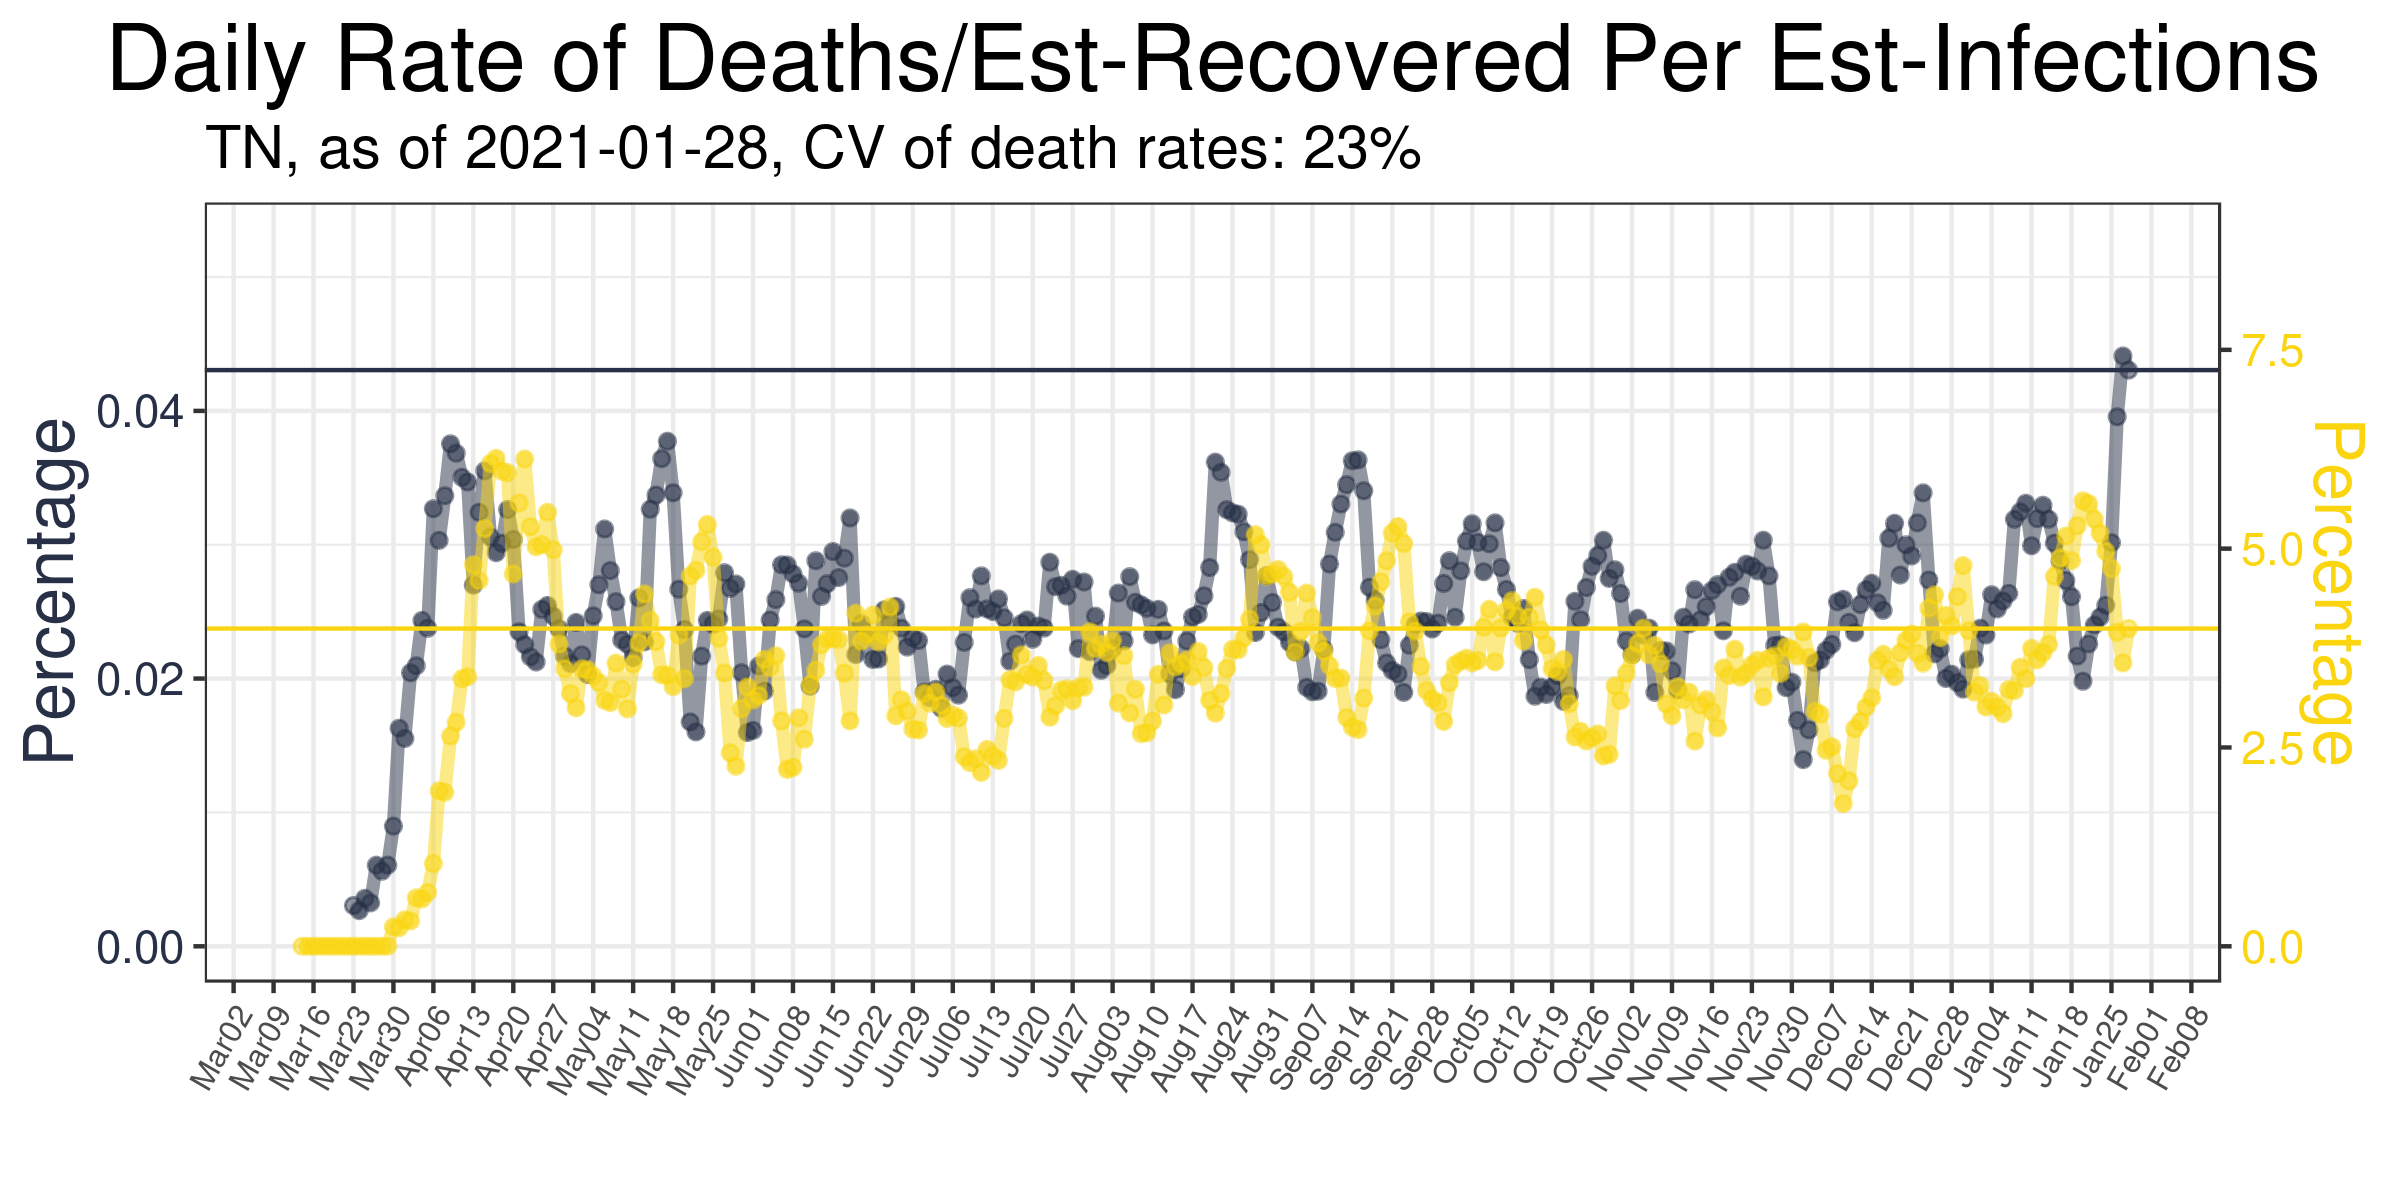 Daily Rate of Deaths/Est-Recovered Per Est-Infections
TN, as of 2021-01-28, CV of death rates: 23%
Percentage
0.04
0.02
0.00
7.5
5.0
2.5
0.0
Percentage
Mar02
Mar09
Mar16
Mar23
Mar30
Apr06
Apr13
Apr20
Apr27
May04
May11
May18
May25
Jun01
Jun08
Jun15
Jun22
Jun29
Jul06
Jul13
Jul20
Jul27
Aug03
Aug10
Aug17
Aug24
Aug31
Sep07
Sep14
Sep21
Sep28
Oct05
Oct12
Oct19
Oct26
Nov02
Nov09
Nov16
Nov23
Nov30
Dec07
Dec14
Dec21
Dec28
Jan04
Jan11
Jan18
Jan25
Feb01
Feb08